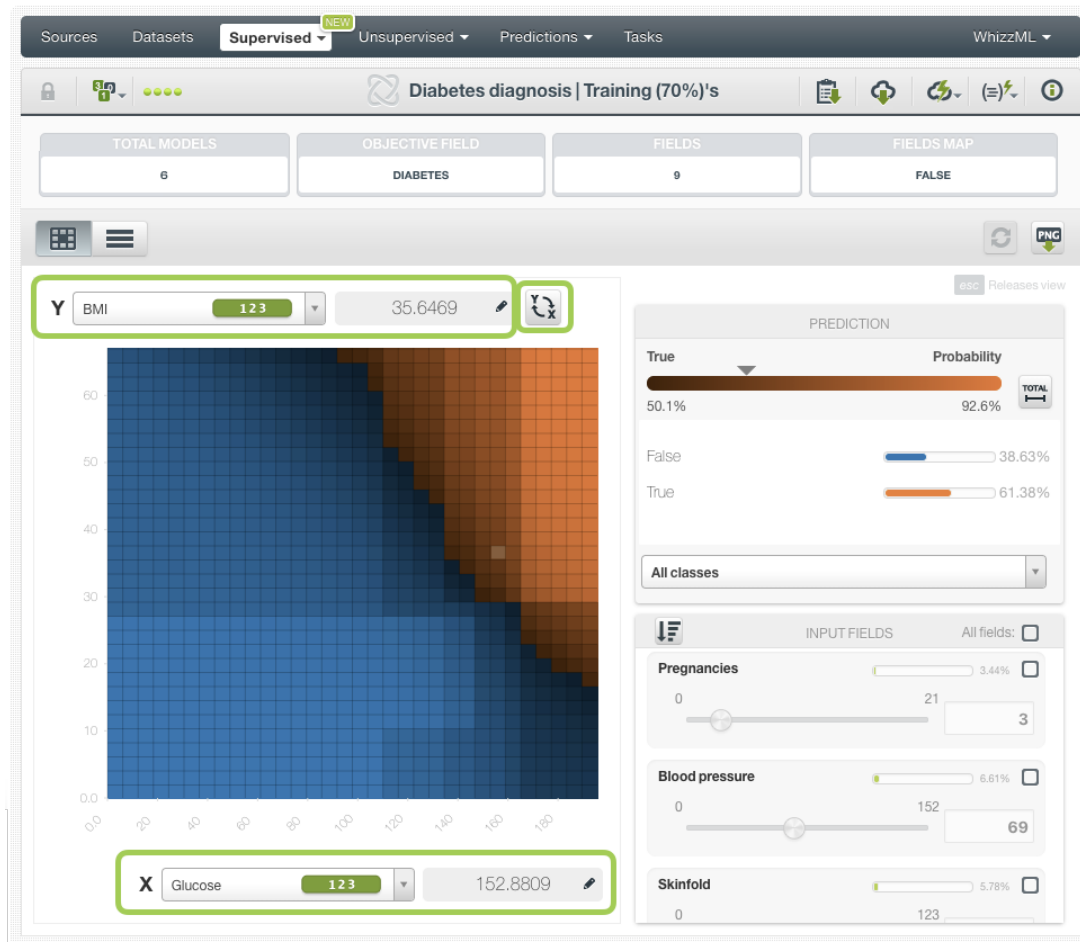 NEW
Sources Datasets Supervised Unsupervised Predictions Tasks WhizzML
Diabetes diagnosis | Training (70%)'s
TOTAL MODELS OBJECTIVE FIELD FIELDS FIELDS MAP
6 DIABETES 9 FALSE
PNG
esc Releases view
Y BMI 123 35.6469 Y X
PREDICTION
True Probability
TOTAL
50.1% 92.6%
False 38.63%
True 61.38%
All classes
INPUT FIELDS All fields:
Pregnancies 3.44%
0 21
3
Blood pressure 6.61%
0 152
69
Skinfold 5.78%
0 123
60
50
40
30
20
10
0.0
0.0 20 40 60 80 100 120 140 160 180
X Glucose 123 152.8809